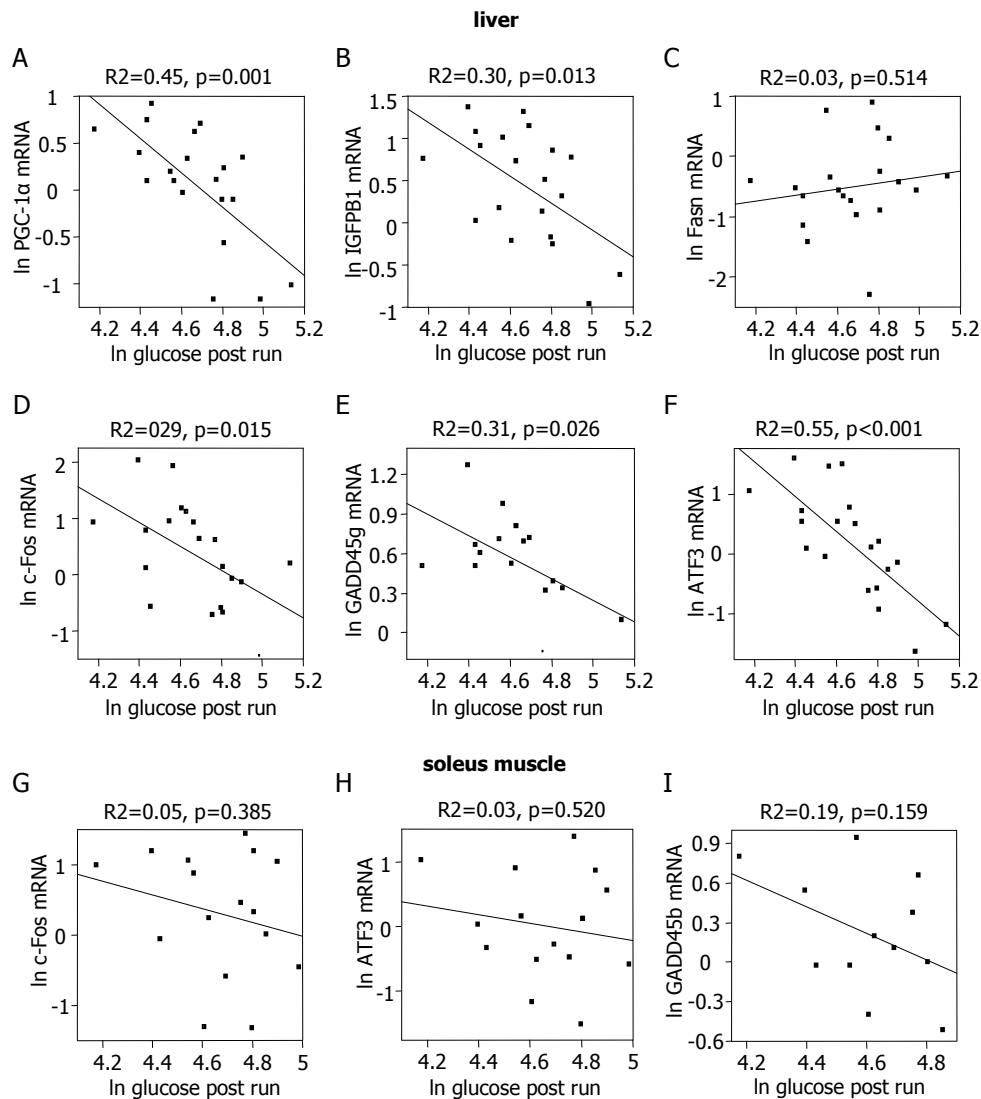 liver
A
R2=0.45, p=0.001
ln PGC-1α mRNA
1
0.5
0
-0.5
-1
4.2 4.4 4.6 4.8 5 5.2
ln glucose post run
B
R2=0.30, p=0.013
ln IGFPB1 mRNA
1.5
1
0.5
0
-0.5
-1
4.2 4.4 4.6 4.8 5 5.2
ln glucose post run
C
R2=0.03, p=0.514
ln Fasn mRNA
1
0
-1
-2
4.2 4.4 4.6 4.8 5 5.2
ln glucose post run
D
R2=029, p=0.015
ln c-Fos mRNA
2
1
0
-1
4.2 4.4 4.6 4.8 5 5.2
ln glucose post run
E
R2=0.31, p=0.026
ln GADD45g mRNA
1.2
0.9
0.6
0.3
0
4.2 4.4 4.6 4.8 5 5.2
ln glucose post run
F
R2=0.55, p<0.001
ln ATF3 mRNA
1
0
-1
4.2 4.4 4.6 4.8 5 5.2
ln glucose post run
soleus muscle
G
R2=0.05, p=0.385
ln c-Fos mRNA
1
0
-1
4.2 4.4 4.6 4.8 5
ln glucose post run
H
R2=0.03, p=0.520
ln ATF3 mRNA
1
0
-1
4.2 4.4 4.6 4.8 5
ln glucose post run
I
R2=0.19, p=0.159
ln GADD45b mRNA
0.9
0.6
0.3
0
-0.3
-0.6
4.2 4.4 4.6 4.8
ln glucose post run